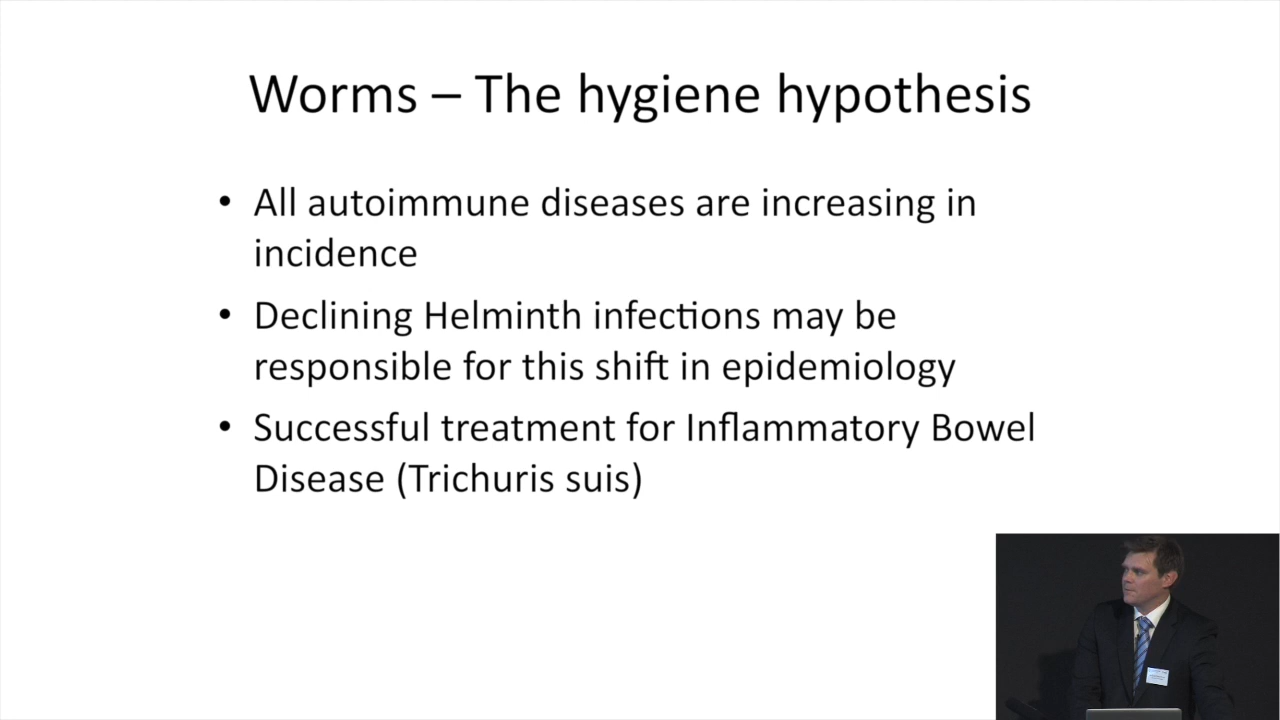 Worms – The hygiene hypothesis
• All autoimmune diseases are increasing in
incidence
• Declining Helminth infections may be
responsible for this shift in epidemiology
• Successful treatment for Inflammatory Bowel
Disease (Trichuris suis)